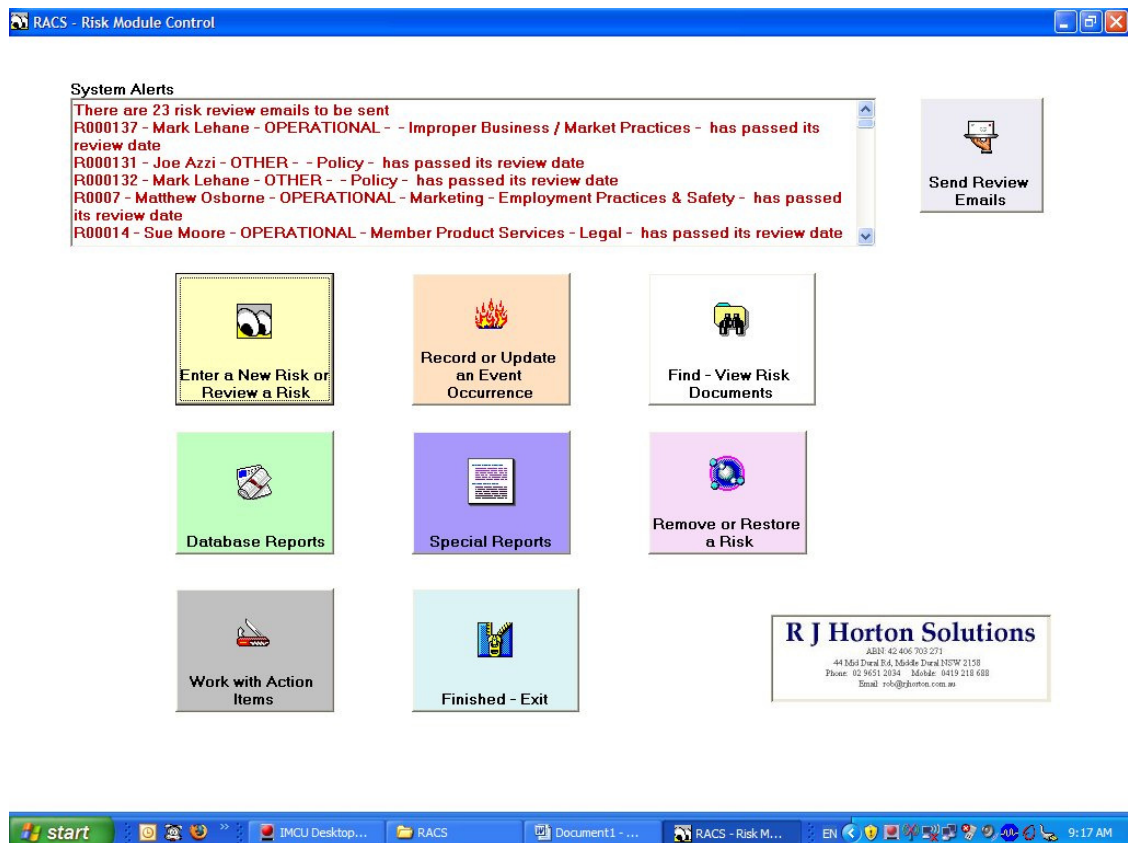 RACS - Risk Module Control
System Alerts
There are 23 risk review emails to be sent
R000137 - Mark Lehane - OPERATIONAL - - Improper Business / Market Practices - has passed its
review date
R000131 - Joe Azzi - OTHER - - Policy - has passed its review date
R000132 - Mark Lehane - OTHER - - Policy - has passed its review date
R0007 - Matthew Osborne - OPERATIONAL - Marketing - Employment Practices & Safety - has passed
its review date
R00014 - Sue Moore - OPERATIONAL - Member Product Services - Legal - has passed its review date
Send Review
Emails
Enter a New Risk or
Review a Risk
Record or Update
an Event
Occurrence
Find - View Risk
Documents
Database Reports
Special Reports
Remove or Restore
a Risk
Work with Action
Items
Finished - Exit
R J Horton Solutions
ABN: 42 406 703 271
44 Mid Dural Rd, Middle Dural NSW 2158
Phone: 02 9651 2034 Mobile: 0419 218 688
Email: rob@rjhorton.com.au
start
IMCU Desktop...
RACS
Document1 - ...
RACS - Risk M...
EN
9:17 AM